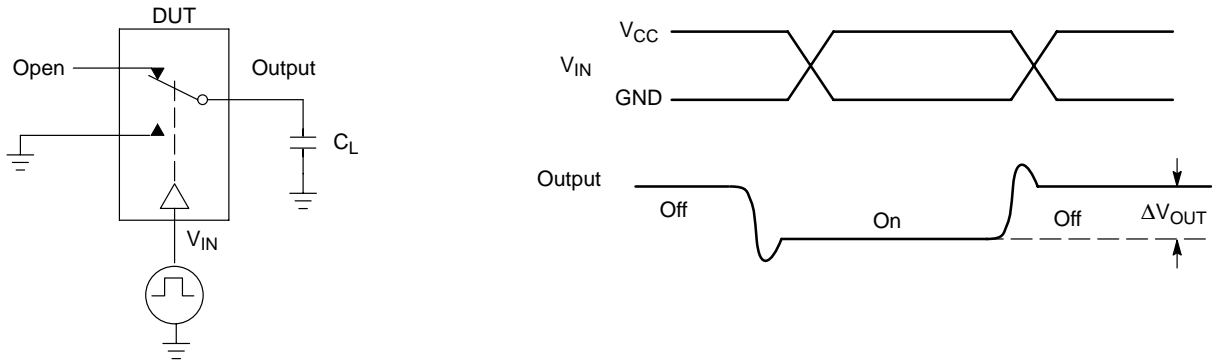 DUT
Open
Output
C_L
V_IN
V_CC
V_IN
GND
Output
Off
On
Off
ΔV_OUT